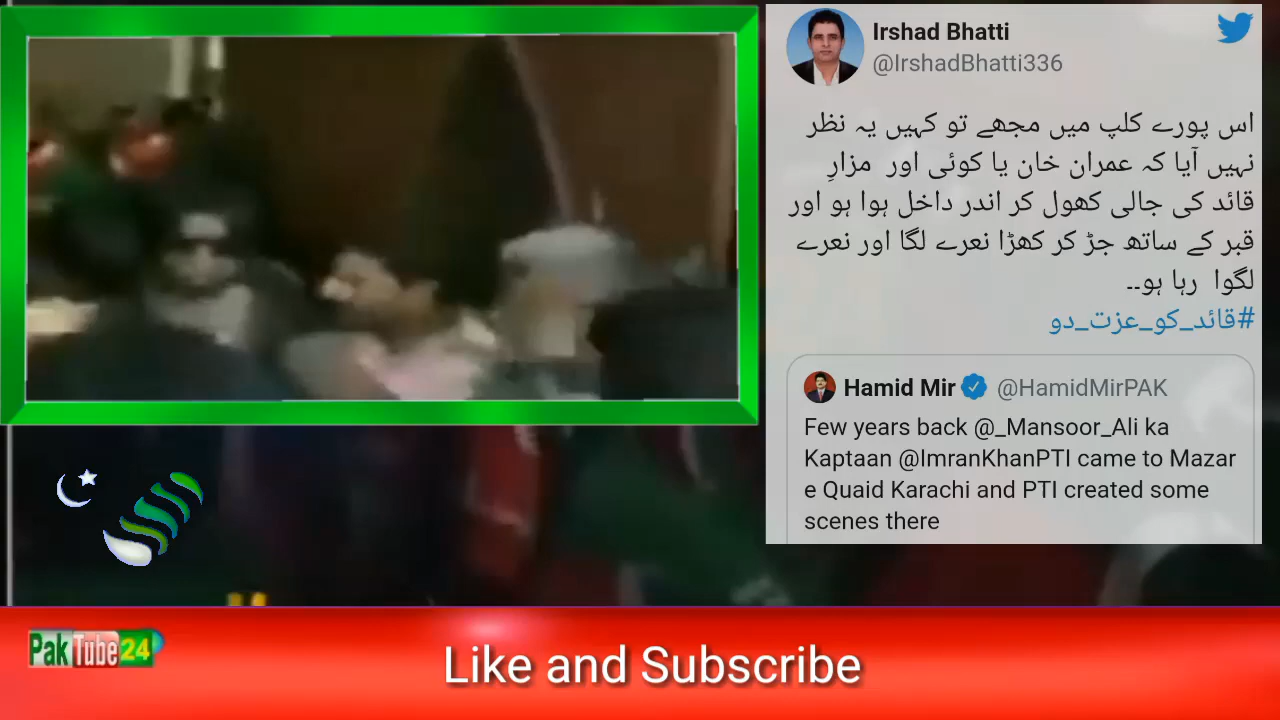 Irshad Bhatti
@IrshadBhatti336
اس پورے کلپ میں مجھے تو کہیں یہ نظر
نہیں آیا کہ عمران خان یا کوئی اور مزارِ
قائد کی جالی کھول کر اندر داخل ہوا ہو اور
قبر کے ساتھ جڑ کر کھڑا نعرے لگا اور نعرے
لگوا رہا ہو۔۔
#قائد_کو_عزت_دو
Hamid Mir @HamidMirPAK
Few years back @_Mansoor_Ali ka
Kaptaan @ImranKhanPTI came to Mazar
e Quaid Karachi and PTI created some
scenes there
PakTube24
Like and Subscribe